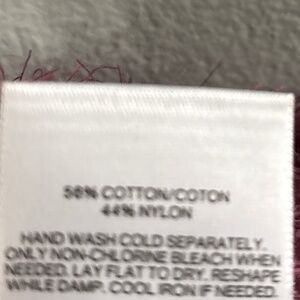 56% COTTON/COTON
44% NYLON
HAND WASH COLD SEPARATELY.
ONLY NON-CHLORINE BLEACH WHEN
NEEDED. LAY FLAT TO DRY. RESHAPE
WHILE DAMP. COOL IRON IF NEEDED.